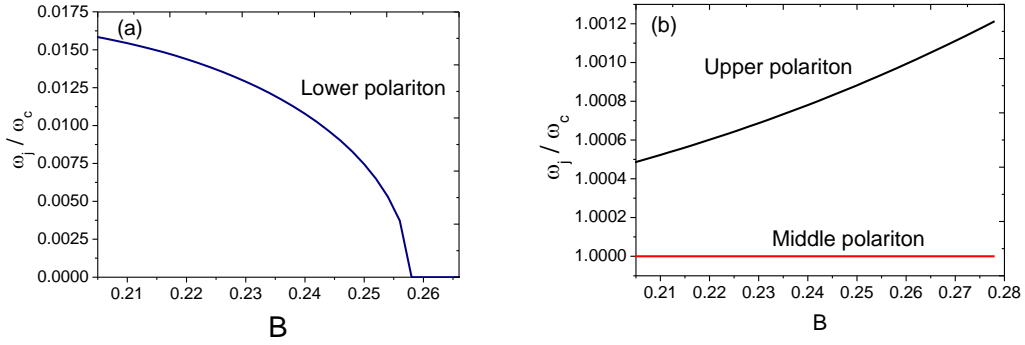 (a)
Lower polariton
ω_j / ω_c
0.0175
0.0150
0.0125
0.0100
0.0075
0.0050
0.0025
0.0000
0.21 0.22 0.23 0.24 0.25 0.26
B
(b)
Upper polariton
Middle polariton
ω_j / ω_c
1.0012
1.0010
1.0008
1.0006
1.0004
1.0002
1.0000
0.21 0.22 0.23 0.24 0.25 0.26 0.27 0.28
B